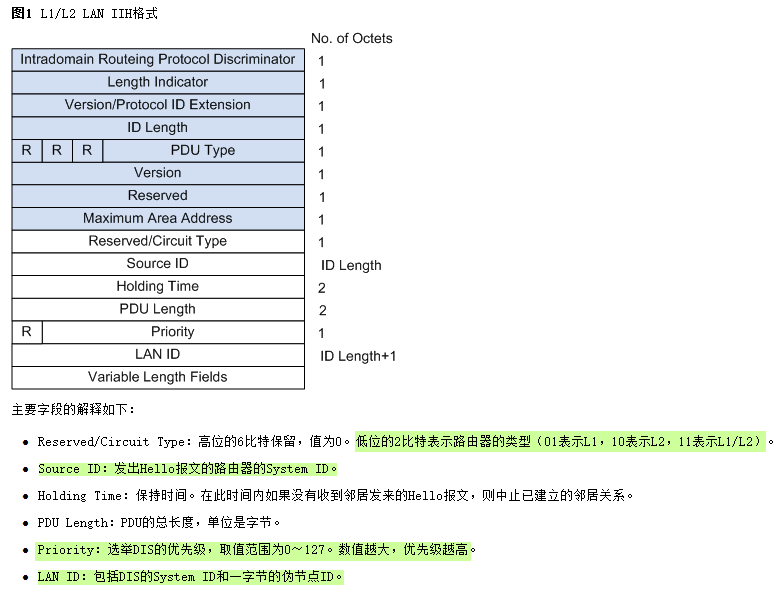 图1 L1/L2 LAN IIH格式
No. of Octets
Intradomain Routeing Protocol Discriminator 1
Length Indicator 1
Version/Protocol ID Extension 1
ID Length 1
R R R PDU Type 1
Version 1
Reserved 1
Maximum Area Address 1
Reserved/Circuit Type 1
Source ID ID Length
Holding Time 2
PDU Length 2
R Priority 1
LAN ID ID Length+1
Variable Length Fields
主要字段的解释如下：
● Reserved/Circuit Type：高位的6比特保留，值为0。低位的2比特表示路由器的类型（01表示L1，10表示L2，11表示L1/L2）。
● Source ID：发出Hello报文的路由器的System ID。
● Holding Time：保持时间。在此时间内如果没有收到邻居发来的Hello报文，则中止已建立的邻居关系。
● PDU Length：PDU的总长度，单位是字节。
● Priority：选举DIS的优先级，取值范围为0～127。数值越大，优先级越高。
● LAN ID：包括DIS的System ID和一字节的伪节点ID。